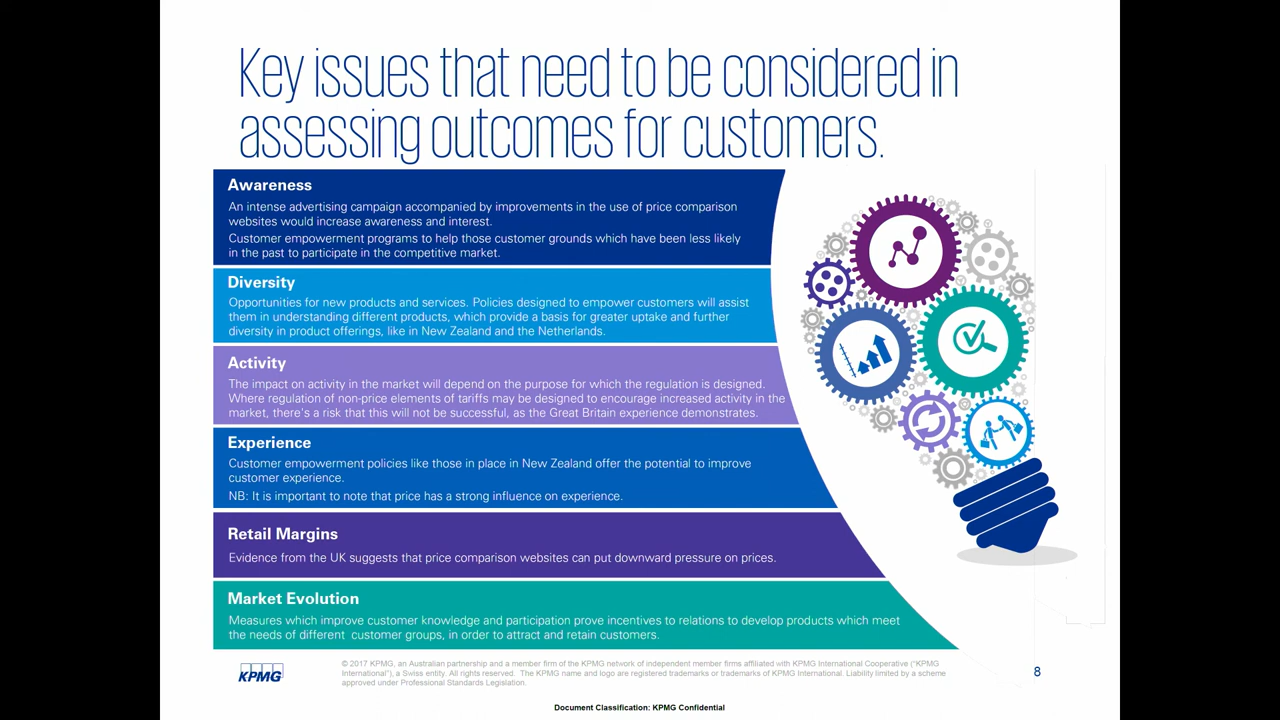 Key issues that need to be considered in
assessing outcomes for customers.
Awareness
An intense advertising campaign accompanied by improvements in the use of price comparison
websites would increase awareness and interest.
Customer empowerment programs to help those customer grounds which have been less likely
in the past to participate in the competitive market.
Diversity
Opportunities for new products and services. Policies designed to empower customers will assist
them in understanding different products, which provide a basis for greater uptake and further
diversity in product offerings, like in New Zealand and the Netherlands.
Activity
The impact on activity in the market will depend on the purpose for which the regulation is designed.
Where regulation of non-price elements of tariffs may be designed to encourage increased activity in the
market, there's a risk that this will not be successful, as the Great Britain experience demonstrates.
Experience
Customer empowerment policies like those in place in New Zealand offer the potential to improve
customer experience.
NB: It is important to note that price has a strong influence on experience.
Retail Margins
Evidence from the UK suggests that price comparison websites can put downward pressure on prices.
Market Evolution
Measures which improve customer knowledge and participation prove incentives to relations to develop products which meet
the needs of different customer groups, in order to attract and retain customers.
KPMG
© 2017 KPMG, an Australian partnership and a member firm of the KPMG network of independent member firms affiliated with KPMG International Cooperative ("KPMG
International"), a Swiss entity. All rights reserved. The KPMG name and logo are registered trademarks or trademarks of KPMG International. Liability limited by a scheme
approved under Professional Standards Legislation.
8
Document Classification: KPMG Confidential